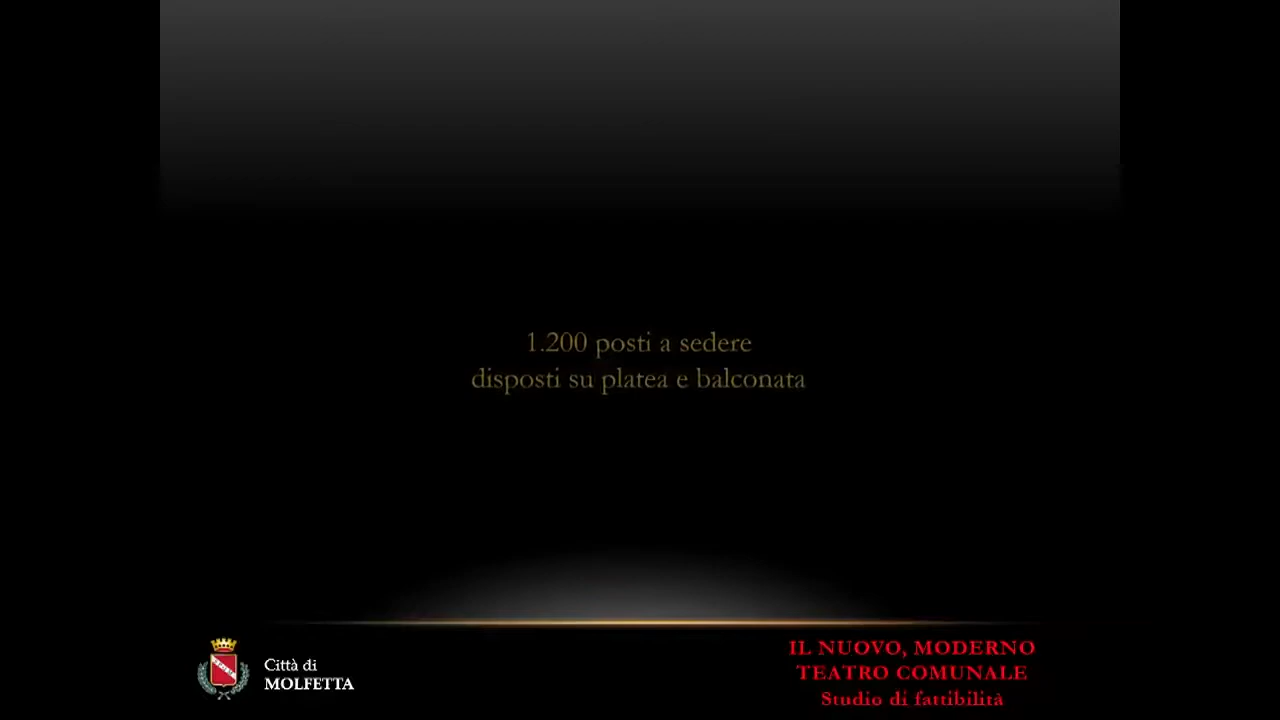 1.200 posti a sedere
disposti su platea e balconata
Città di
MOLFETTA
IL NUOVO, MODERNO
TEATRO COMUNALE
Studio di fattibilità